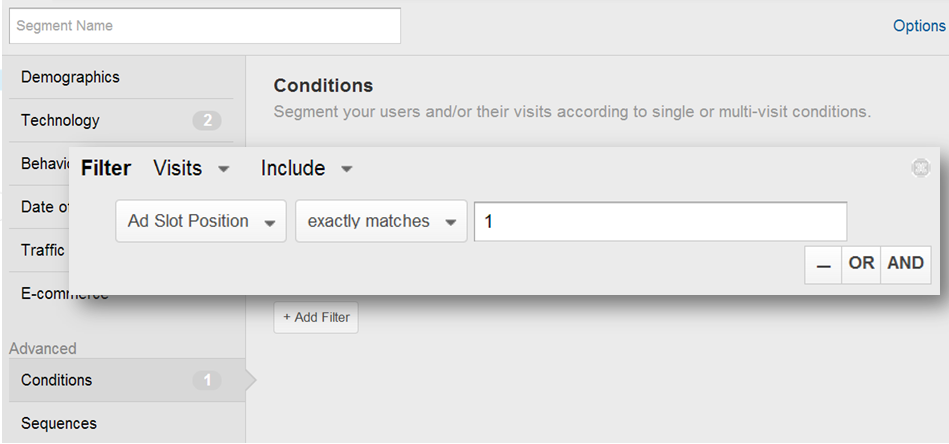 Segment Name
Options
Demographics
Conditions
Segment your users and/or their visits according to single or multi-visit conditions.
Technology 2
Behavi
Filter Visits Include
Date of
Ad Slot Position exactly matches 1
Traffic
— OR AND
E-commerce
+ Add Filter
Advanced
Conditions 1
Sequences